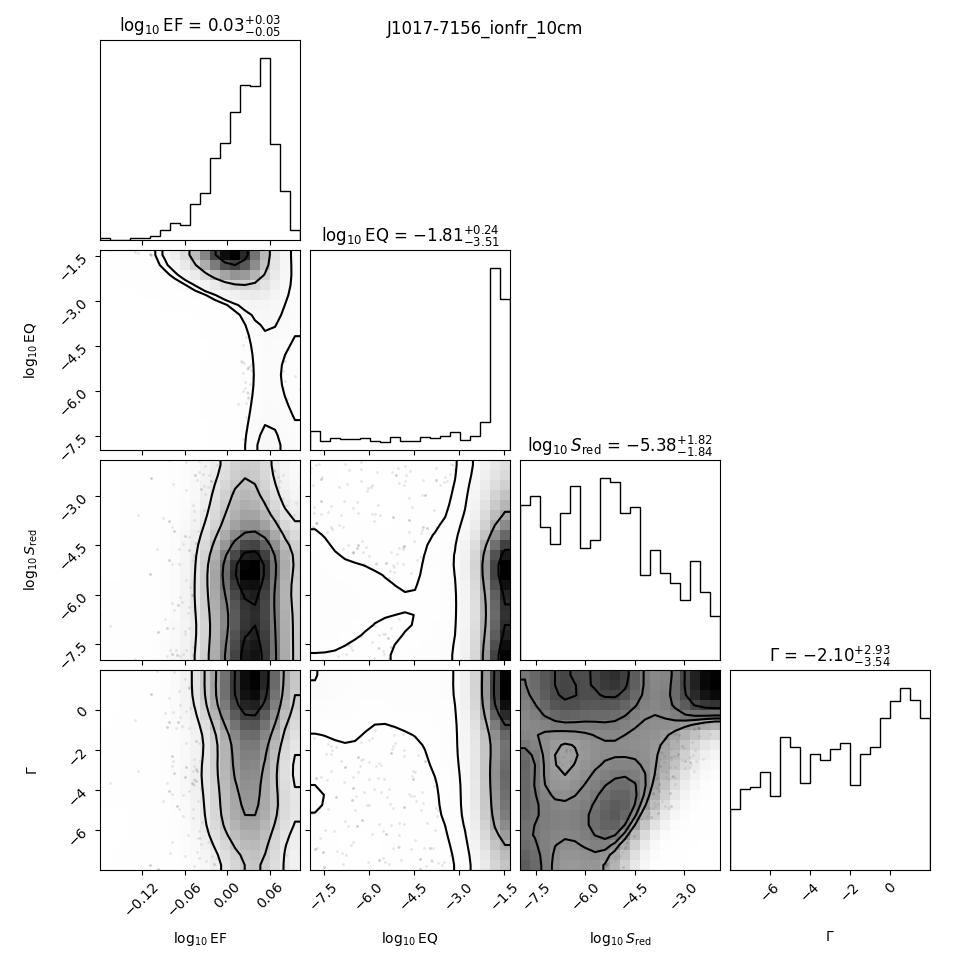 J1017-7156_ionfr_10cm
log₁₀ EF = 0.03 +0.03 −0.05
log₁₀ EQ = −1.81 +0.24 −3.51
−1.5
−3.0
−4.5
−6.0
−7.5
log₁₀ EQ
log₁₀ S_red = −5.38 +1.82 −1.84
−3.0
−4.5
−6.0
−7.5
log₁₀ S_red
Γ = −2.10 +2.93 −3.54
0
−2
−4
−6
Γ
−0.12 −0.06 0.00 0.06
−7.5 −6.0 −4.5 −3.0 −1.5
−7.5 −6.0 −4.5 −3.0
−6 −4 −2 0
log₁₀ EF
log₁₀ EQ
log₁₀ S_red
Γ